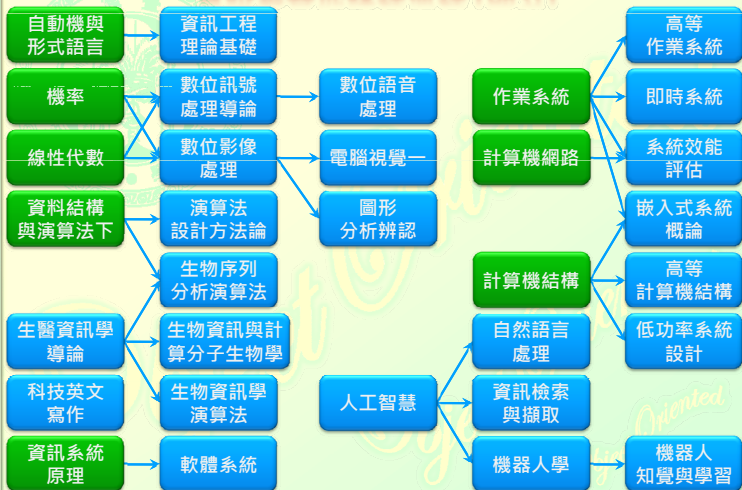 自動機與
形式語言
資訊工程
理論基礎
機率
數位訊號
處理導論
數位語音
處理
線性代數
數位影像
處理
電腦視覺一
資料結構
與演算法下
演算法
設計方法論
圖形
分析辨認
生物序列
分析演算法
生醫資訊學
導論
生物資訊與計
算分子生物學
科技英文
寫作
生物資訊學
演算法
資訊系統
原理
軟體系統
高等
作業系統
作業系統
即時系統
計算機網路
系統效能
評估
嵌入式系統
概論
計算機結構
高等
計算機結構
自然語言
處理
低功率系統
設計
人工智慧
資訊檢索
與擷取
機器人學
機器人
知覺與學習
Oriented